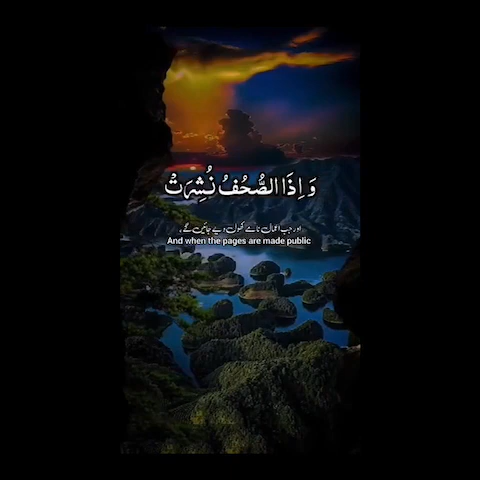 وَ اِذَا الصُّحُفُ نُشِرَتْ
اور جب اعمال نامے کھول دیے جائیں گے،
And when the pages are made public